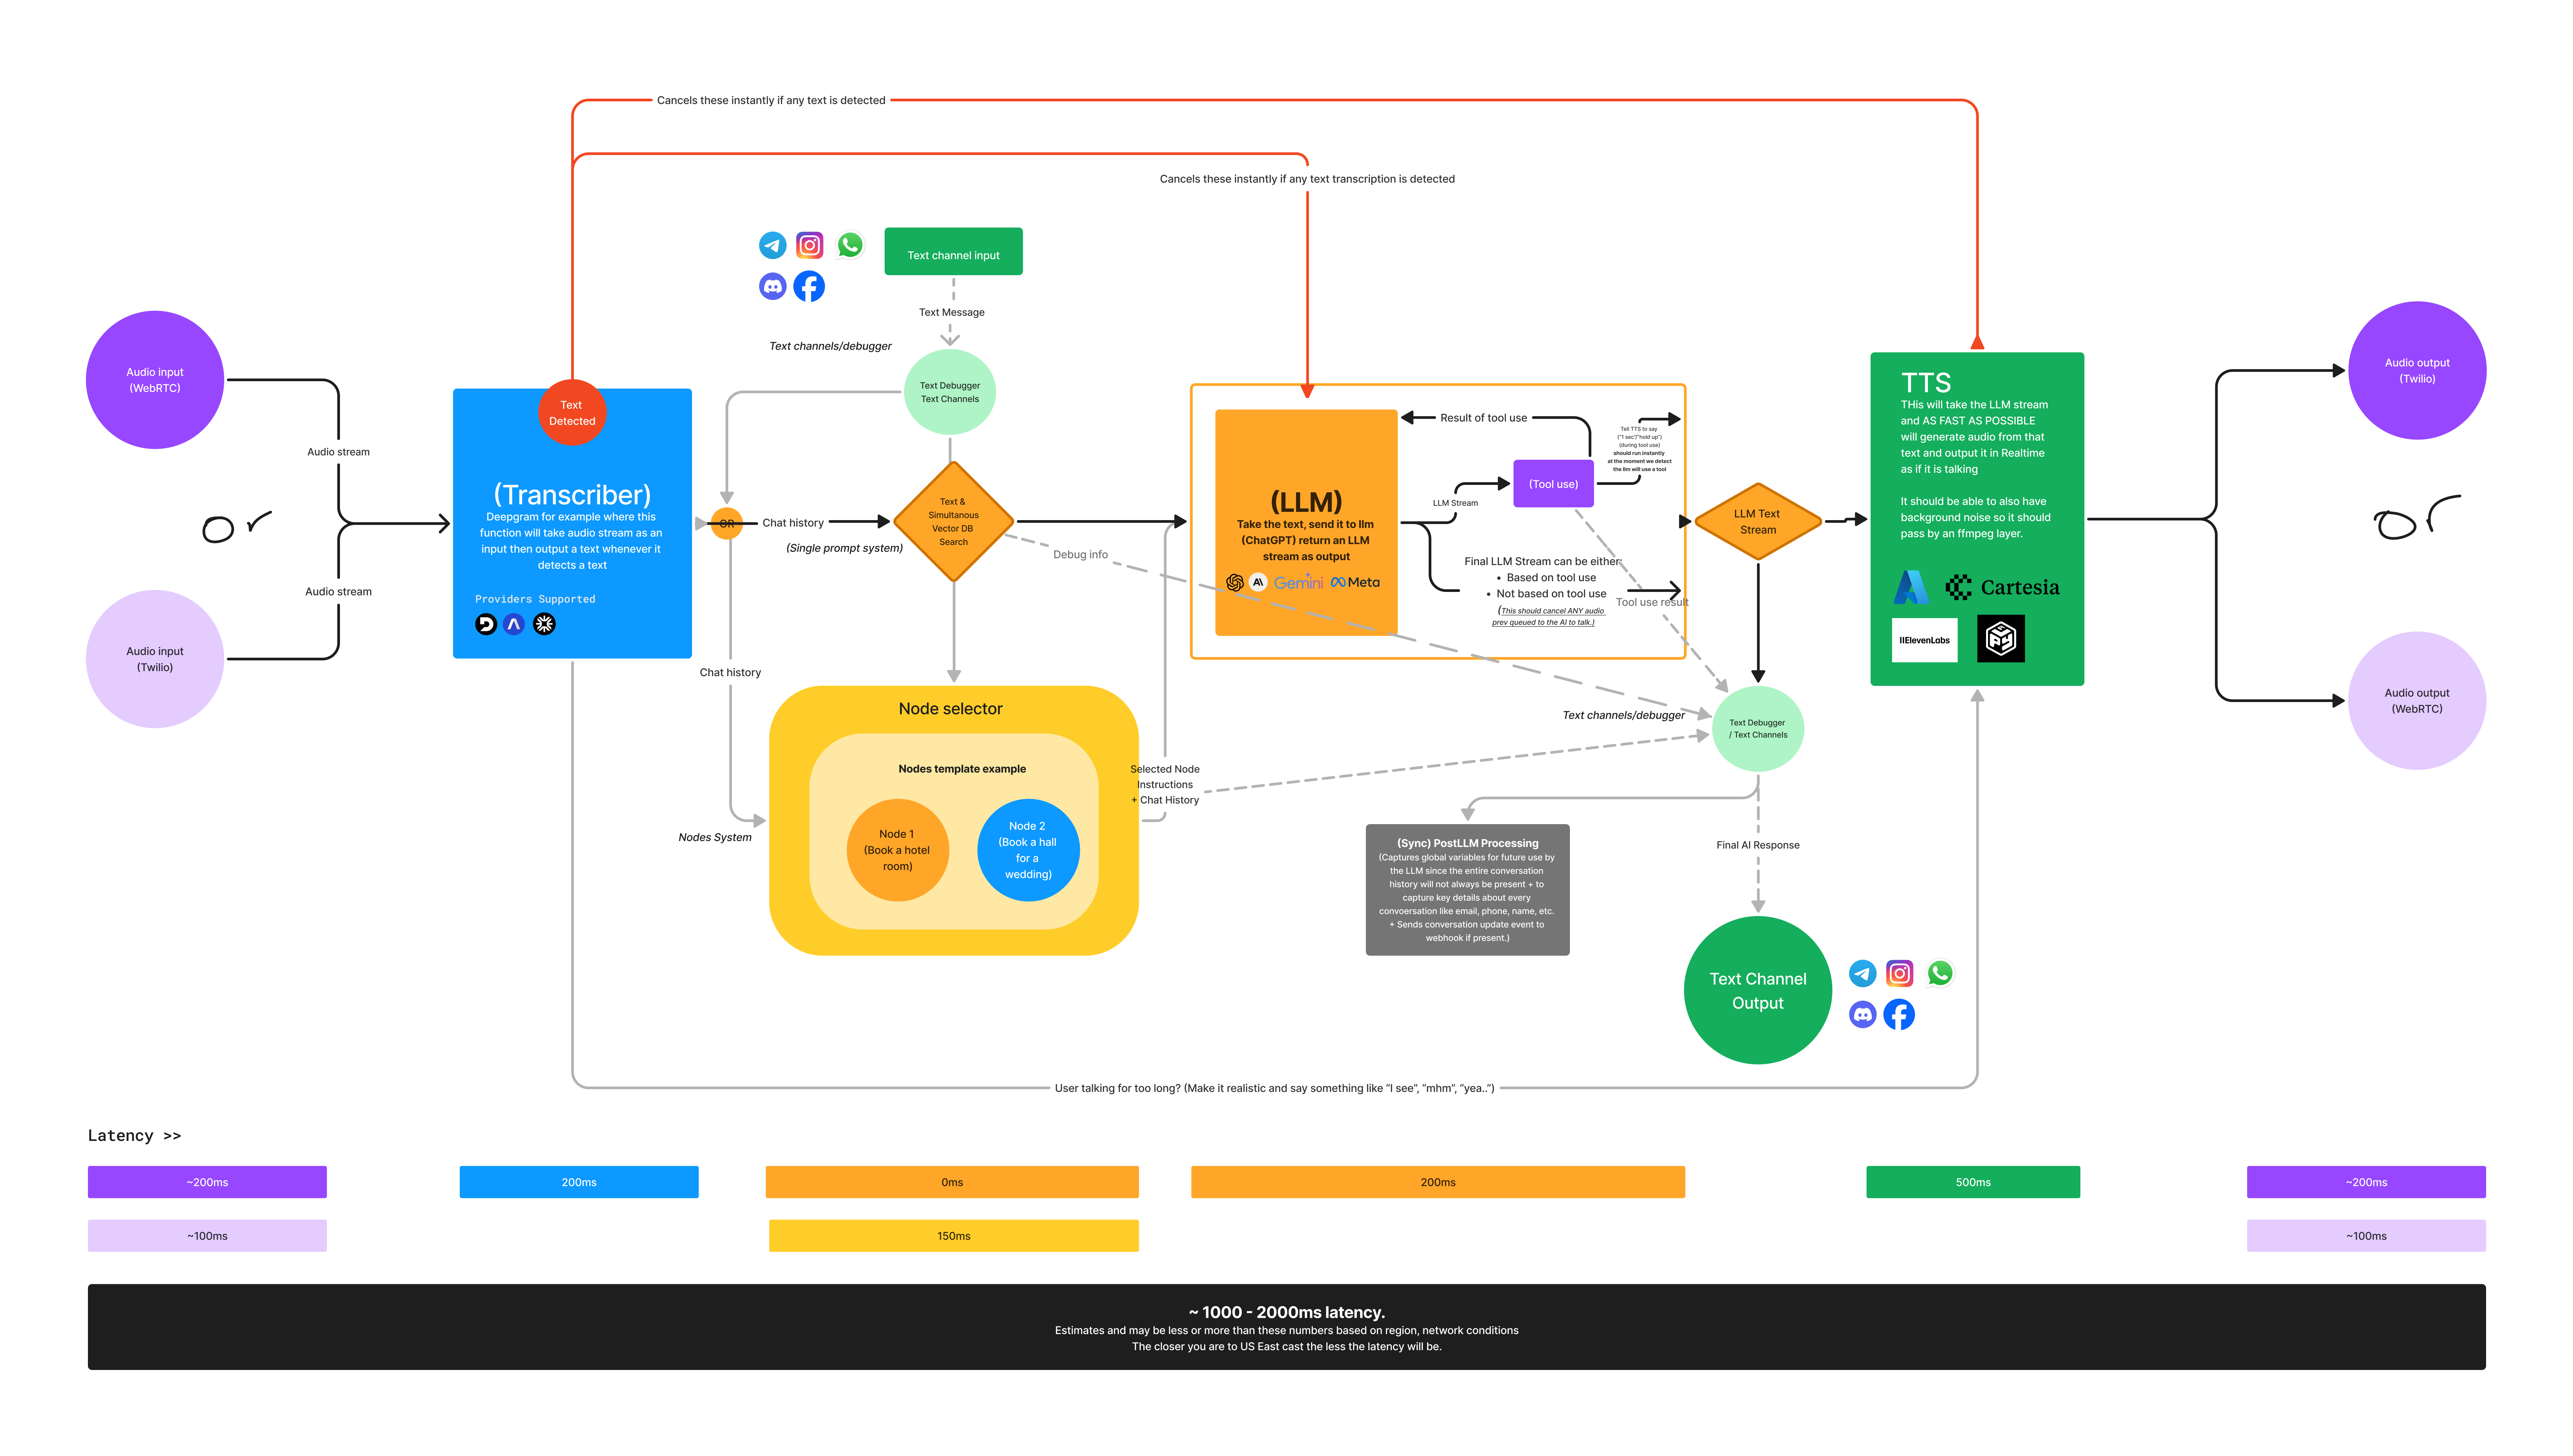 Cancels these instantly if any text is detected
Cancels these instantly if any text transcription is detected
Text channel input
Text Message
Text channels/debugger
Text Debugger
Text Channels
Audio input
(WebRTC)
Audio stream
or
Audio stream
Audio input
(Twilio)
Text
Detected
(Transcriber)
Deepgram for example where this
function will take audio stream as an
input then output a text whenever it
detects a text
Providers Supported
OR
Chat history
(Single prompt system)
Text &
Simultanous
Vector DB
Search
Debug info
Chat history
Nodes System
Node selector
Nodes template example
Node 1
(Book a hotel
room)
Node 2
(Book a hall
for a
wedding)
Selected Node
Instructions
+ Chat History
(LLM)
Take the text, send it to llm
(ChatGPT) return an LLM
stream as output
Gemini
Meta
Result of tool use
LLM Stream
(Tool use)
Tell TTS to say
("1 sec"/"hold up")
(during tool use)
should run instantly
at the moment we detect
the llm will use a tool
Final LLM Stream can be either:
• Based on tool use
• Not based on tool use
(This should cancel ANY audio
prev queued to the AI to talk.)
Tool use result
LLM Text
Stream
Text channels/debugger
Text Debugger
/ Text Channels
(Sync) PostLLM Processing
(Captures global variables for future use by
the LLM since the entire conversation
history will not always be present + to
capture key details about every
convoersation like email, phone, name, etc.
+ Sends conversation update event to
webhook if present.)
Final AI Response
Text Channel
Output
TTS
THis will take the LLM stream
and AS FAST AS POSSIBLE
will generate audio from that
text and output it in Realtime
as if it is talking
It should be able to also have
background noise so it should
pass by an ffmpeg layer.
Cartesia
IIElevenLabs
Audio output
(Twilio)
or
Audio output
(WebRTC)
User talking for too long? (Make it realistic and say something like "I see", "mhm", "yea..")
Latency >>
~200ms
200ms
0ms
200ms
500ms
~200ms
~100ms
150ms
~100ms
~ 1000 - 2000ms latency.
Estimates and may be less or more than these numbers based on region, network conditions
The closer you are to US East cast the less the latency will be.